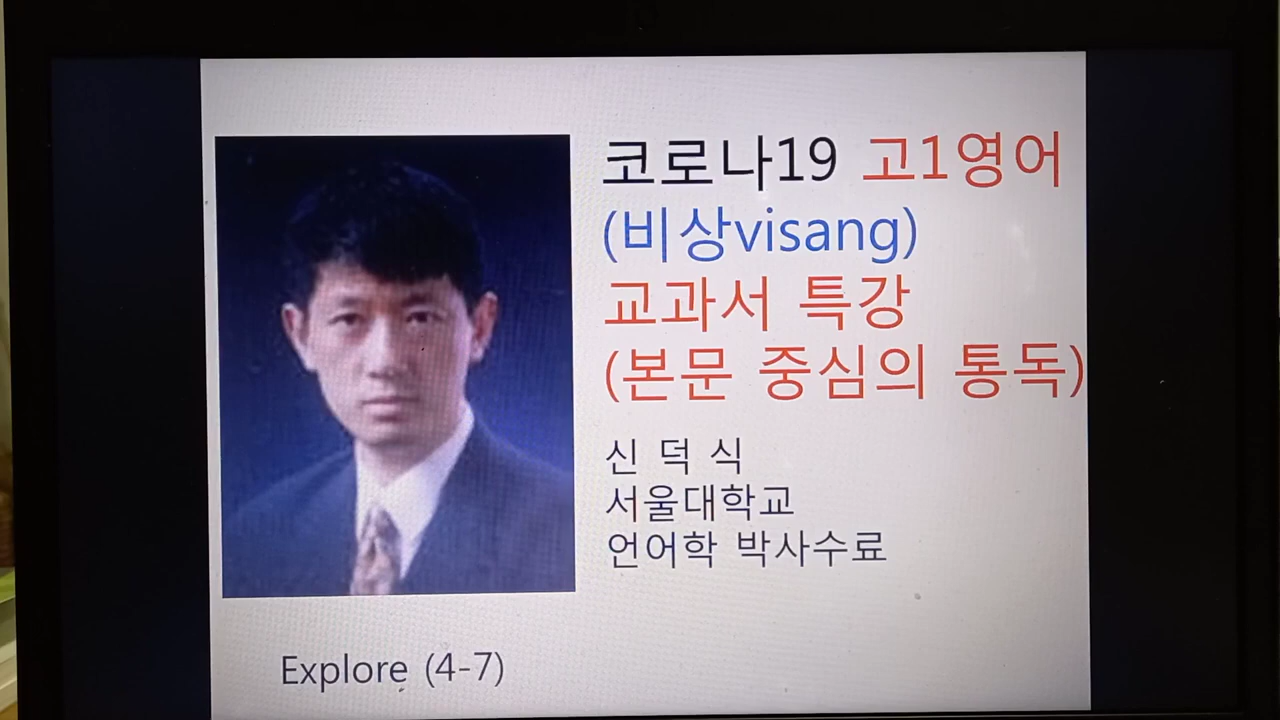 코로나19 고1영어
(비상visang)
교과서 특강
(본문 중심의 통독)
신 덕 식
서울대학교
언어학 박사수료
Explore (4-7)